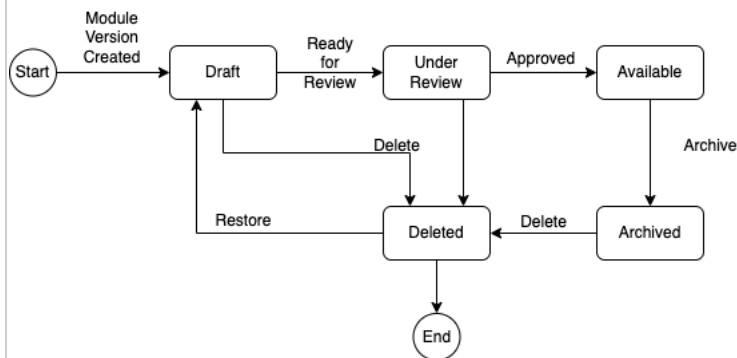 Module
Version
Created
Ready
for
Review
Start
Draft
Under
Review
Approved
Available
Delete
Archive
Restore
Deleted
Delete
Archived
End